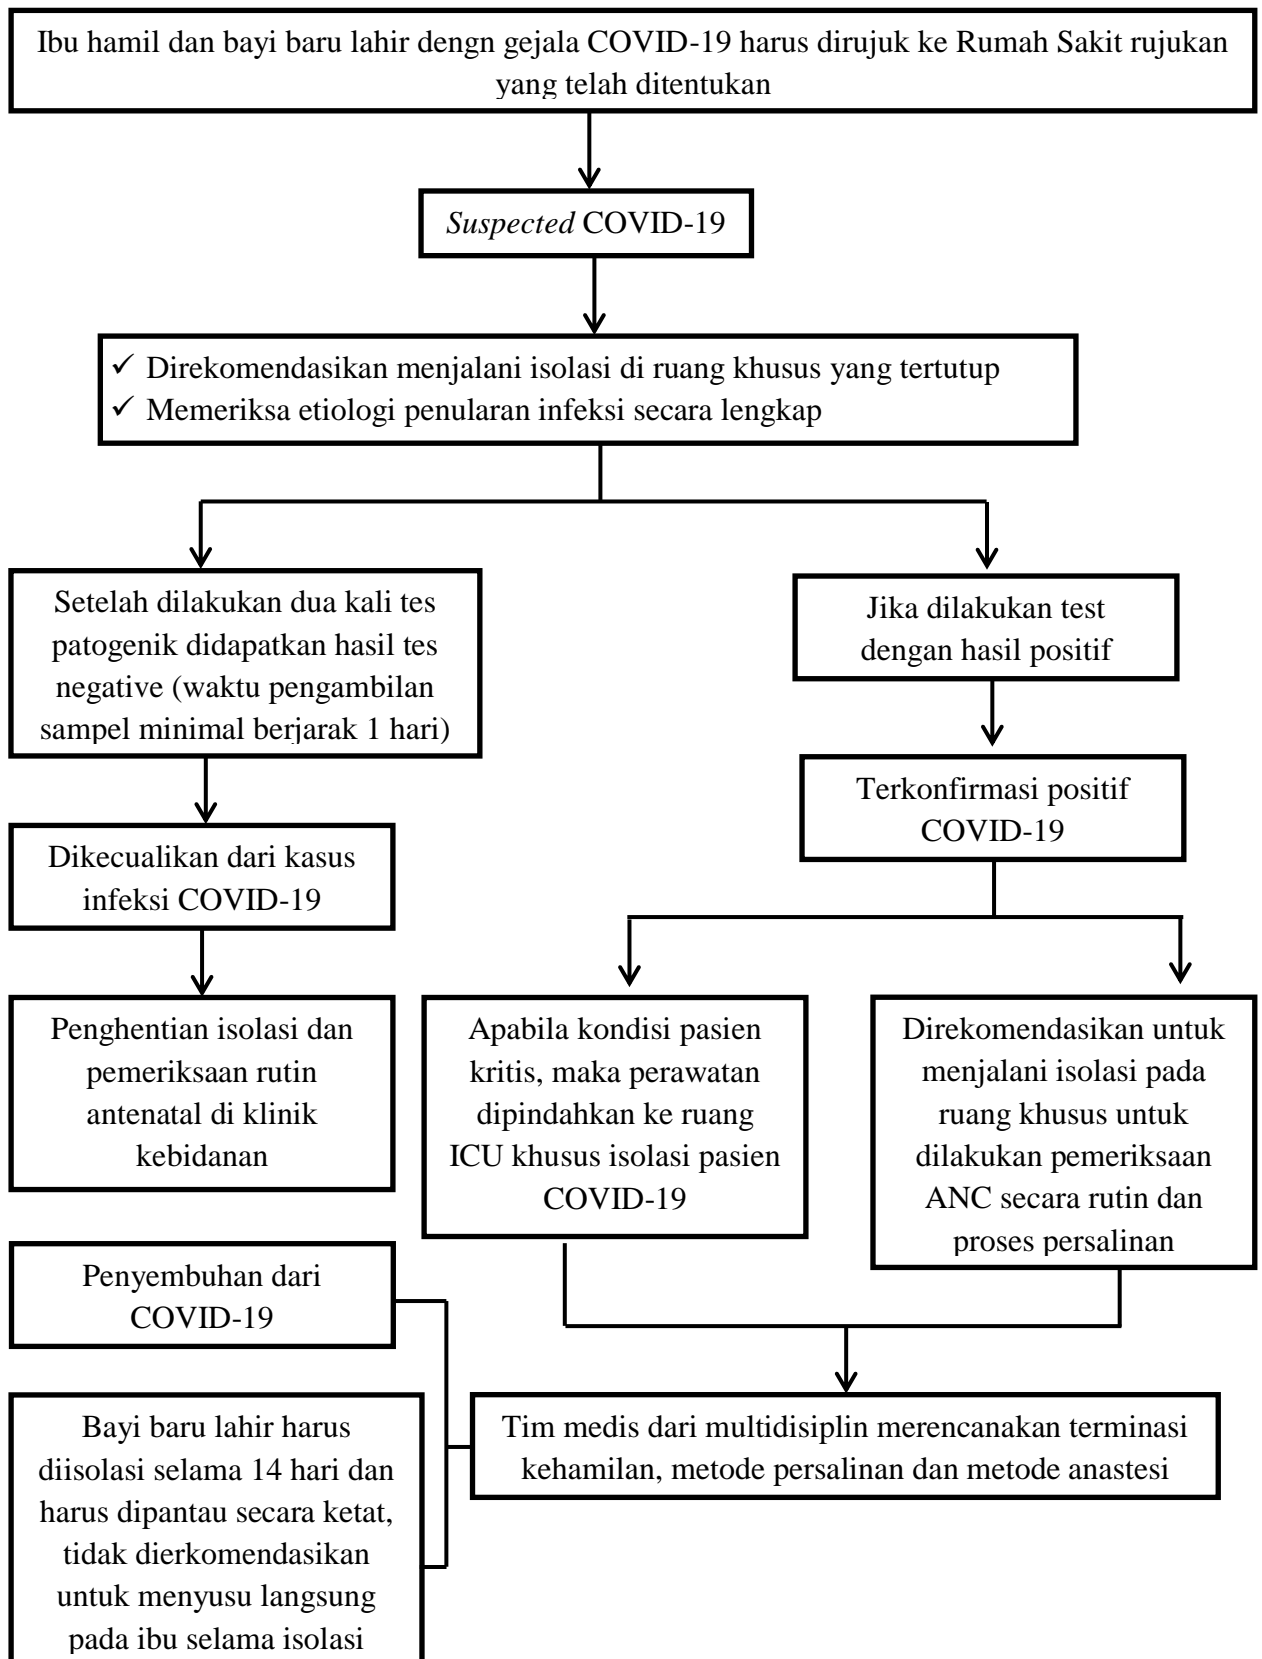 Ibu hamil dan bayi baru lahir dengn gejala COVID-19 harus dirujuk ke Rumah Sakit rujukan
yang telah ditentukan
Suspected COVID-19
✓ Direkomendasikan menjalani isolasi di ruang khusus yang tertutup
✓ Memeriksa etiologi penularan infeksi secara lengkap
Setelah dilakukan dua kali tes
patogenik didapatkan hasil tes
negative (waktu pengambilan
sampel minimal berjarak 1 hari)
Jika dilakukan test
dengan hasil positif
Terkonfirmasi positif
COVID-19
Dikecualikan dari kasus
infeksi COVID-19
Penghentian isolasi dan
pemeriksaan rutin
antenatal di klinik
kebidanan
Apabila kondisi pasien
kritis, maka perawatan
dipindahkan ke ruang
ICU khusus isolasi pasien
COVID-19
Direkomendasikan untuk
menjalani isolasi pada
ruang khusus untuk
dilakukan pemeriksaan
ANC secara rutin dan
proses persalinan
Penyembuhan dari
COVID-19
Tim medis dari multidisiplin merencanakan terminasi
kehamilan, metode persalinan dan metode anastesi
Bayi baru lahir harus
diisolasi selama 14 hari dan
harus dipantau secara ketat,
tidak dierkomendasikan
untuk menyusu langsung
pada ibu selama isolasi